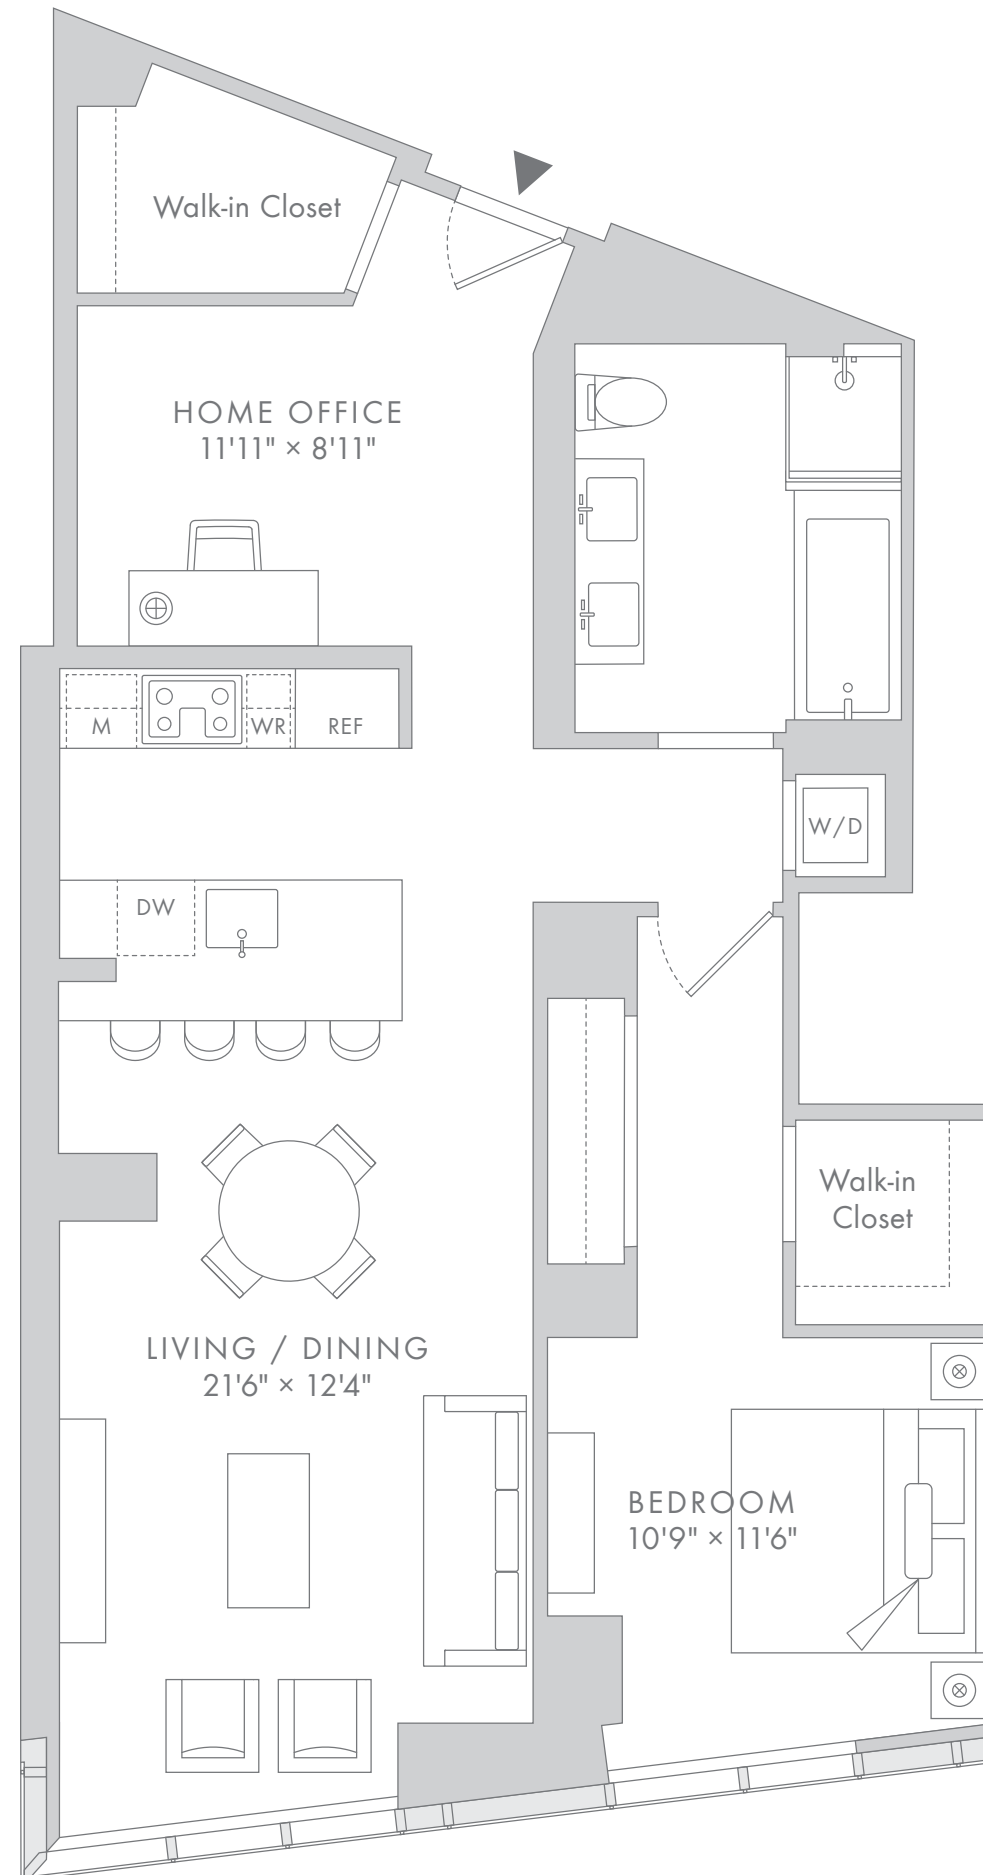 Walk-in Closet
HOME OFFICE
11'11" × 8'11"
M
WR
REF
W/D
DW
Walk-in
Closet
LIVING / DINING
21'6" × 12'4"
BEDROOM
10'9" × 11'6"